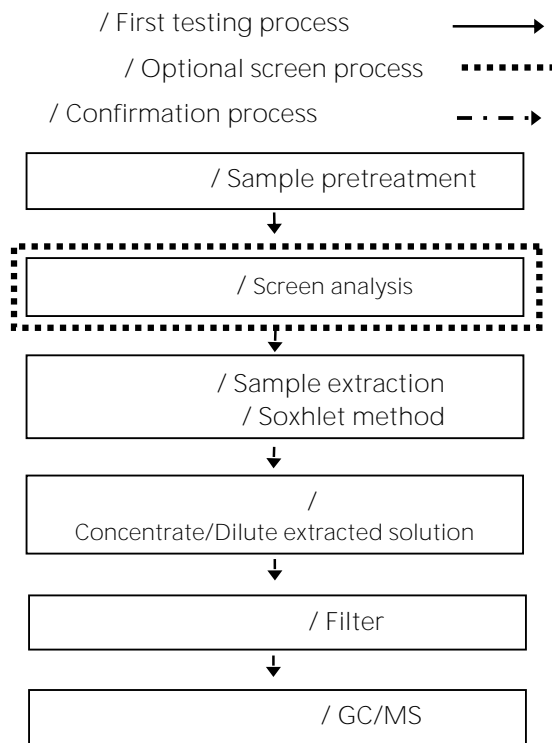 / First testing process
/ Optional screen process
/ Confirmation process
/ Sample pretreatment
/ Screen analysis
/ Sample extraction
/ Soxhlet method
/
Concentrate/Dilute extracted solution
/ Filter
/ GC/MS